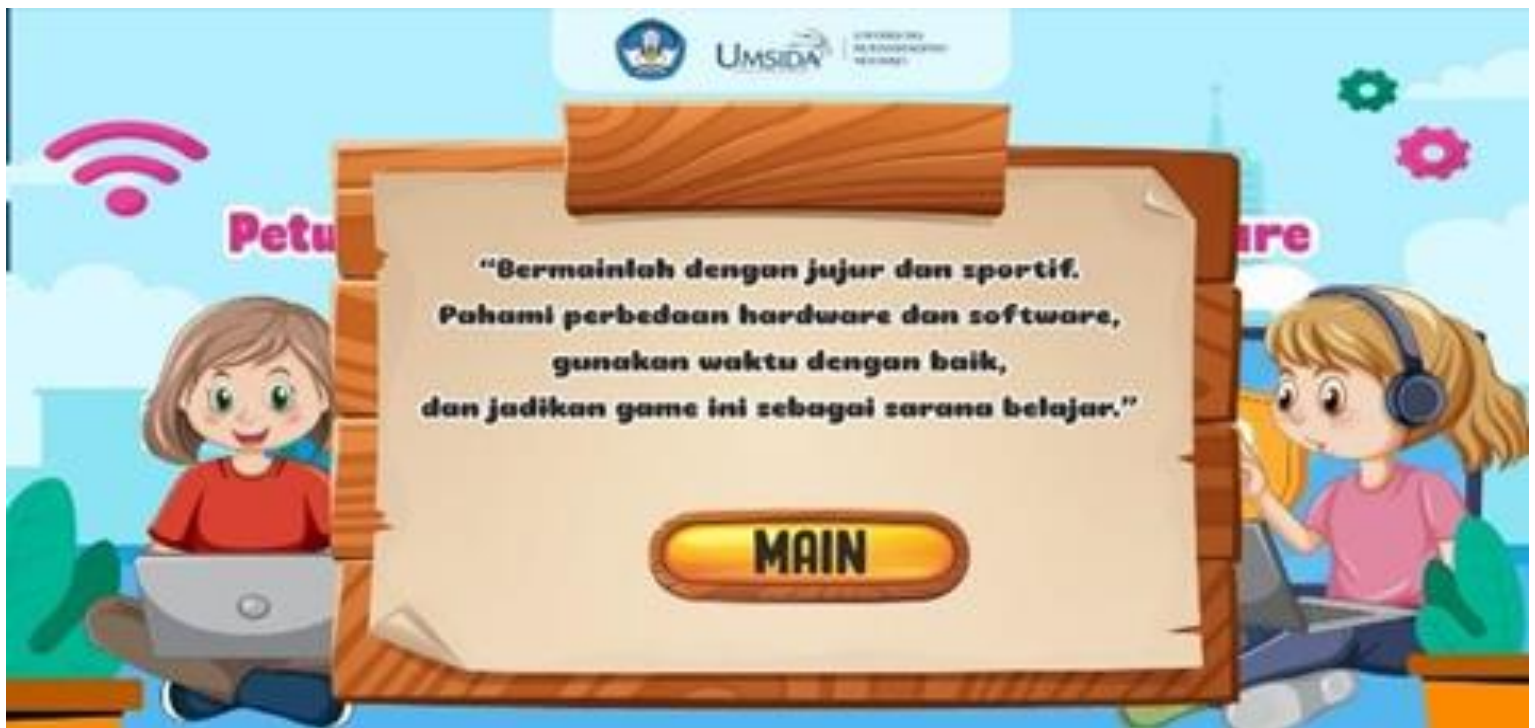 UMSIDA
Petu
ure
“Bermainlah dengan jujur dan sportif.
Pahami perbedaan hardware dan software,
gunakan waktu dengan baik,
dan jadikan game ini sebagai sarana belajar.”
MAIN